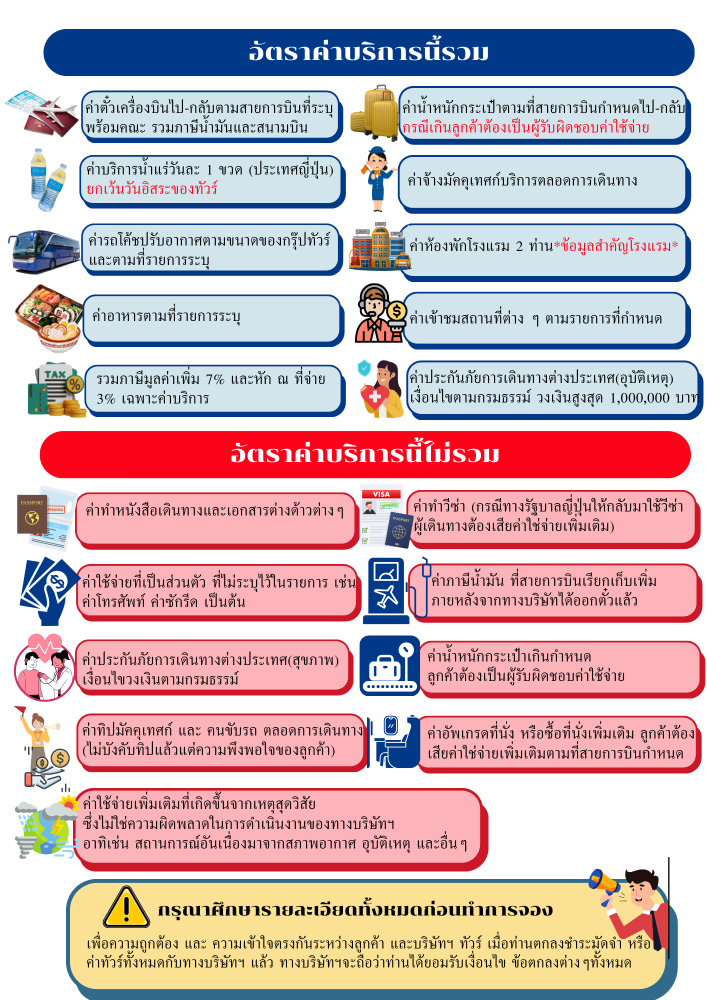 อัตราค่าบริการนี้รวม
ค่าตั๋วเครื่องบินไป-กลับตามสายการบินที่ระบุ
พร้อมคณะ รวมภาษีน้ำมันและสนามบิน
ค่าน้ำหนักกระเป๋าตามที่สายการบินกำหนดไป-กลับ
กรณีเกินลูกค้าต้องเป็นผู้รับผิดชอบค่าใช้จ่าย
ค่าบริการน้ำแร่วันละ 1 ขวด (ประเทศญี่ปุ่น)
ยกเว้นวันอิสระของทัวร์
ค่าจ้างมัคคุเทศก์บริการตลอดการเดินทาง
ค่ารถโค้ชปรับอากาศตามขนาดของกรุ๊ปทัวร์
และตามที่รายการระบุ
ค่าห้องพักโรงแรม 2 ท่าน*ข้อมูลสำคัญโรงแรม*
ค่าอาหารตามที่รายการระบุ
ค่าเข้าชมสถานที่ต่าง ๆ ตามรายการที่กำหนด
TAX
%
รวมภาษีมูลค่าเพิ่ม 7% และหัก ณ ที่จ่าย
3% เฉพาะค่าบริการ
ค่าประกันภัยการเดินทางต่างประเทศ(อุบัติเหตุ)
เงื่อนไขตามกรมธรรม์ วงเงินสูงสุด 1,000,000 บาท
อัตราค่าบริการนี้ไม่รวม
PASSPORT
ค่าทำหนังสือเดินทางและเอกสารต่างด้าวต่างๆ
VISA
APPROVED
PASSPORT
ค่าทำวีซ่า (กรณีทางรัฐบาลญี่ปุ่นให้กลับมาใช้วีซ่า
ผู้เดินทางต้องเสียค่าใช่จ่ายเพิ่มเติม)
ค่าใช้จ่ายที่เป็นส่วนตัว ที่ไม่ระบุไว้ในรายการ เช่น
ค่าโทรศัพท์ ค่าซักรีด เป็นต้น
ค่าภาษีน้ำมัน ที่สายการบินเรียกเก็บเพิ่ม
ภายหลังจากทางบริษัทได้ออกตั๋วแล้ว
ค่าประกันภัยการเดินทางต่างประเทศ(สุขภาพ)
เงื่อนไขวงเงินตามกรมธรรม์
ค่าน้ำหนักกระเป๋าเกินกำหนด
ลูกค้าต้องเป็นผู้รับผิดชอบค่าใช้จ่าย
ค่าทิปมัคคุเทศก์ และ คนขับรถ ตลอดการเดินทาง
(ไม่บังคับทิปแล้วแต่ความพึงพอใจของลูกค้า)
ค่าอัพเกรดที่นั่ง หรือซื้อที่นั่งเพิ่มเติม ลูกค้าต้อง
เสียค่าใช่จ่ายเพิ่มเติมตามที่สายการบินกำหนด
ค่าใช้จ่ายเพิ่มเติมที่เกิดขึ้นจากเหตุสุดวิสัย
ซึ่งไม่ใช่ความผิดพลาดในการดำเนินงานของทางบริษัทฯ
อาทิเช่น สถานการณ์อันเนื่องมาจากสภาพอากาศ อุบัติเหตุ และอื่นๆ
กรุณาศึกษารายละเอียดทั้งหมดก่อนทำการจอง
เพื่อความถูกต้อง และ ความเข้าใจตรงกันระหว่างลูกค้า และบริษัทฯ ทัวร์ เมื่อท่านตกลงชำระมัดจำ หรือ
ค่าทัวร์ทั้งหมดกับทางบริษัทฯ แล้ว ทางบริษัทฯจะถือว่าท่านได้ยอมรับเงื่อนไข ข้อตกลงต่างๆทั้งหมด